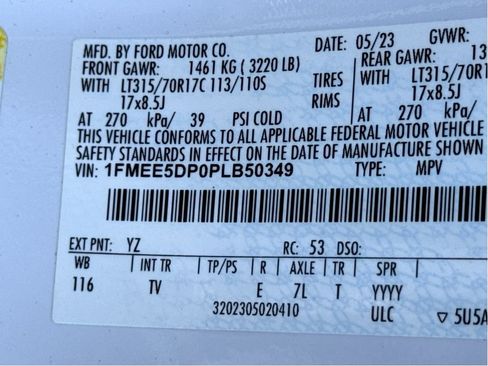 MFD. BY FORD MOTOR CO. DATE: 05/23 GVWR:
FRONT GAWR: 1461 KG ( 3220 LB) REAR GAWR: 13
WITH LT315/70R17C 113/110S TIRES WITH LT315/70R1
17x8.5J RIMS 17x8.5J
AT 270 kPa/ 39 PSI COLD AT 270 kPa/
THIS VEHICLE CONFORMS TO ALL APPLICABLE FEDERAL MOTOR VEHICLE
SAFETY STANDARDS IN EFFECT ON THE DATE OF MANUFACTURE SHOWN
VIN: 1FMEE5DP0PLB50349 TYPE: MPV
EXT PNT: YZ RC: 53 DSO:
WB INT TR TP/PS R AXLE TR SPR
116 TV E 7L T YYYY
3202305020410 ULC ▽ 5U5A